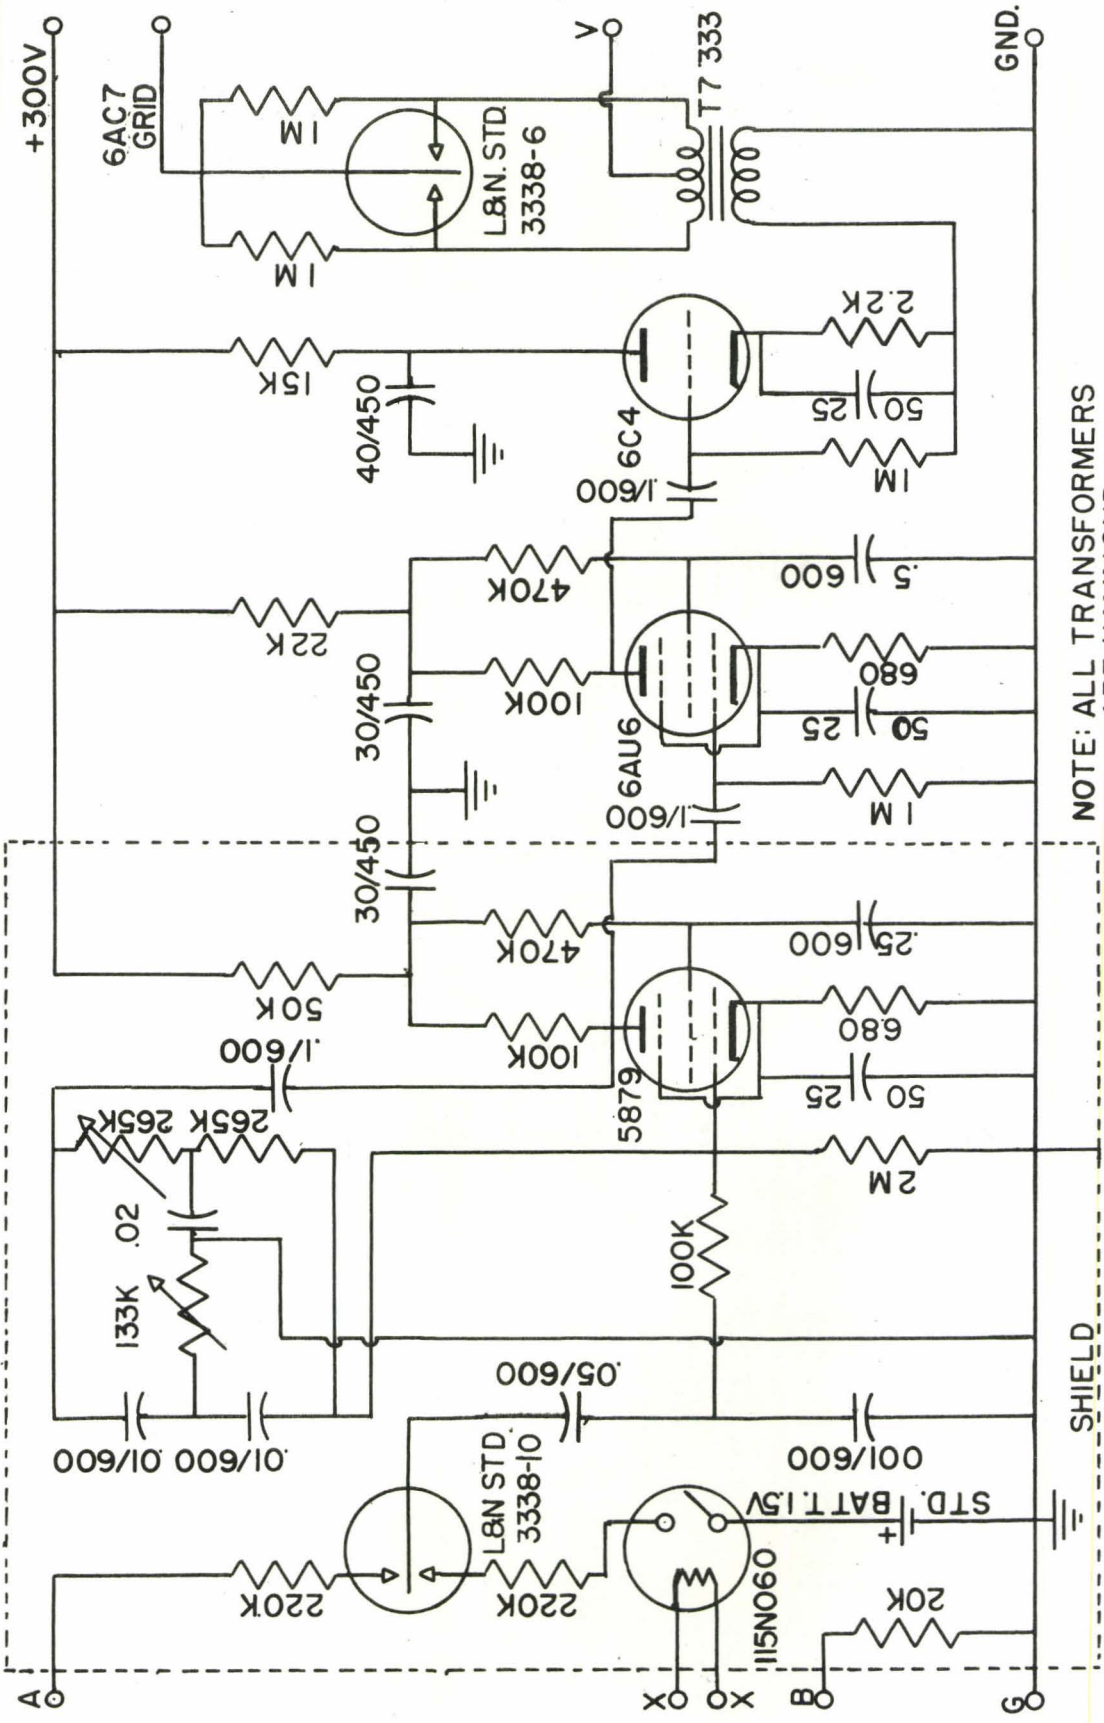 +300V
6AC7
GRID
V
GND.
1M
1M
L&N. STD.
3338-6
T7333
15K
40/450
6C4
.1/600
2.2K
25
50
1M
22K
470K
100K
30/450
6AU6
.1/600
600
.5
680
25
50
1M
NOTE: ALL TRANSFORMERS
30/450
50K
470K
100K
.1/600
5879
600
.25
680
25
50
2M
265K
265K
.02
133K
100K
.01/600
.01/600
.05/600
001/600
SHIELD
L&N STD.
3338-10
220K
220K
115N060
+
BATT. 1.5V
STD.
20K
A
X
X
B
G